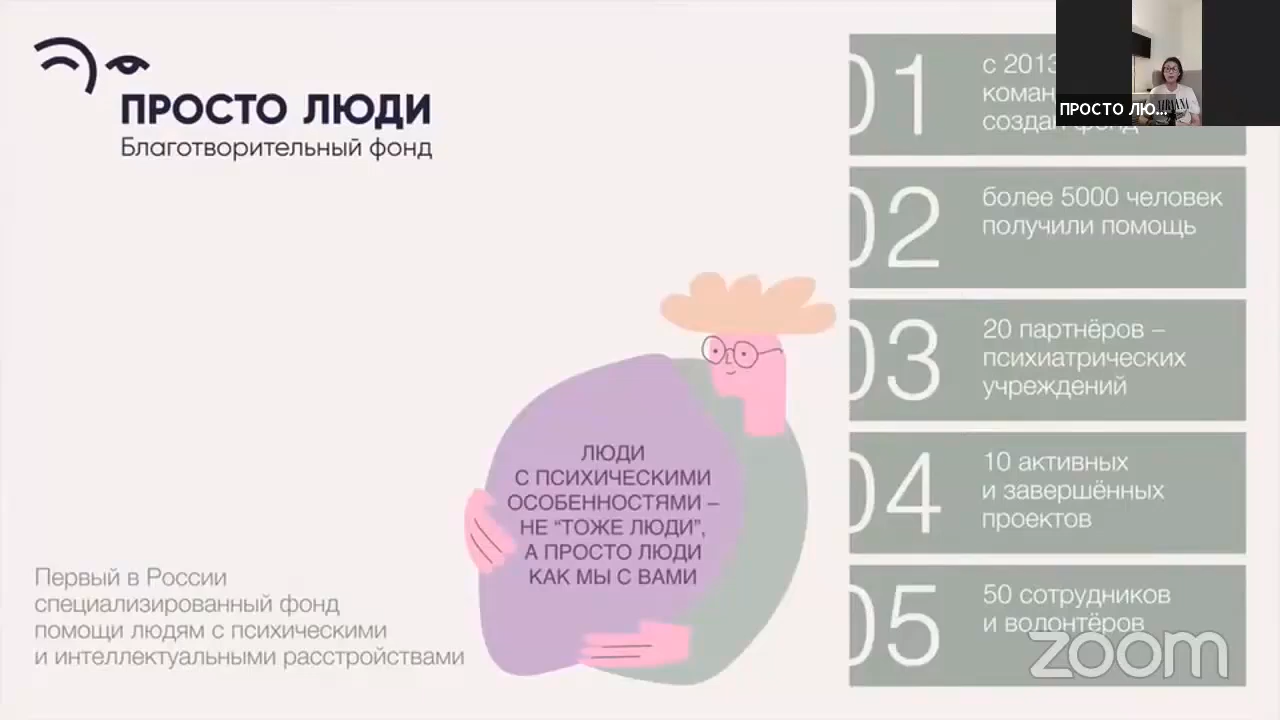 ПРОСТО ЛЮДИ
Благотворительный фонд
Первый в России
специализированный фонд
помощи людям с психическими
и интеллектуальными расстройствами
ЛЮДИ
С ПСИХИЧЕСКИМИ
ОСОБЕННОСТЯМИ –
НЕ “ТОЖЕ ЛЮДИ”,
А ПРОСТО ЛЮДИ
КАК МЫ С ВАМИ
01
с 2013
коман
создан фонд
02
более 5000 человек
получили помощь
03
20 партнёров –
психиатрических
учреждений
04
10 активных
и завершённых
проектов
05
50 сотрудников
и волонтёров
ПРОСТО ЛЮ...
zoom